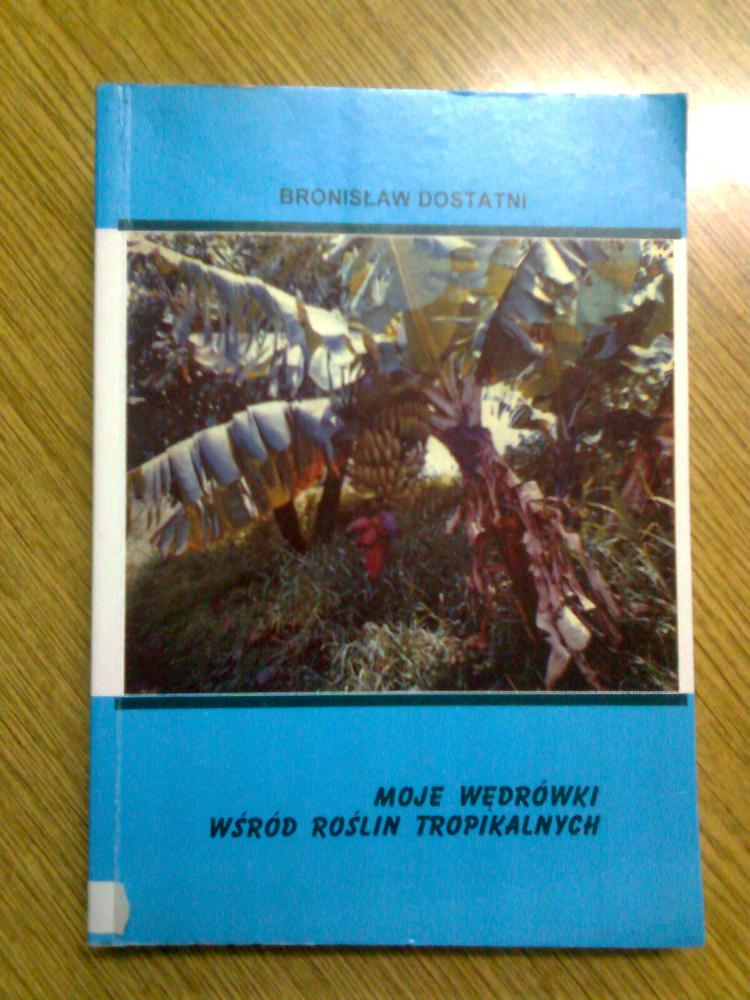 BRONISŁAW DOSTATNI
MOJE WĘDRÓWKI
WŚRÓD ROŚLIN TROPIKALNYCH